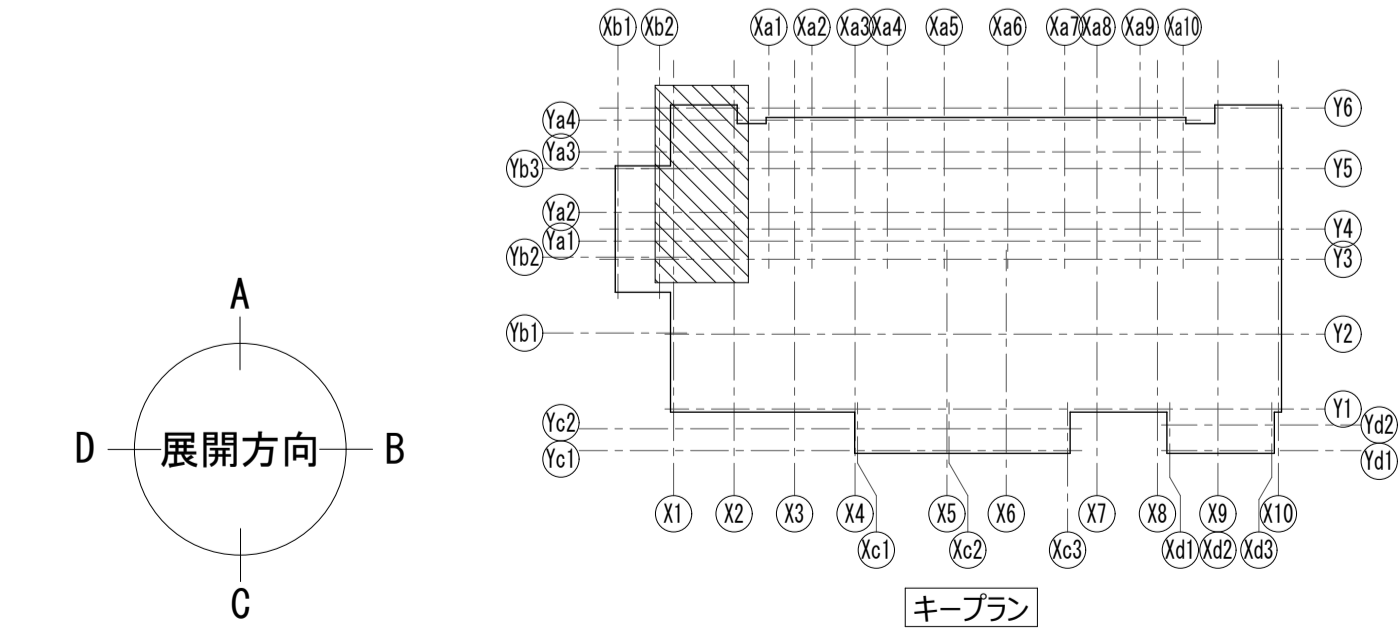 Xb1 Xb2 Xa1 Xa2 Xa3 Xa4 Xa5 Xa6 Xa7 Xa8 Xa9 Xa10
Ya4
Ya3
Yb3
Ya2
Ya1
Yb2
Yb1
Yc2
Yc1
Y6
Y5
Y4
Y3
Y2
Y1
Yd2
Yd1
X1 X2 X3 X4 X5 X6 X7 X8 X9 X10
Xc1 Xc2 Xc3 Xd1 Xd2 Xd3
キープラン
A
D 展開方向 B
C